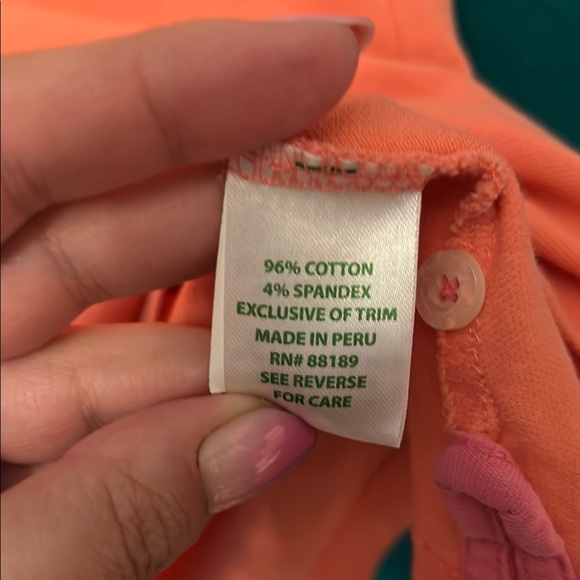 96% COTTON
4% SPANDEX
EXCLUSIVE OF TRIM
MADE IN PERU
RN# 88189
SEE REVERSE
FOR CARE